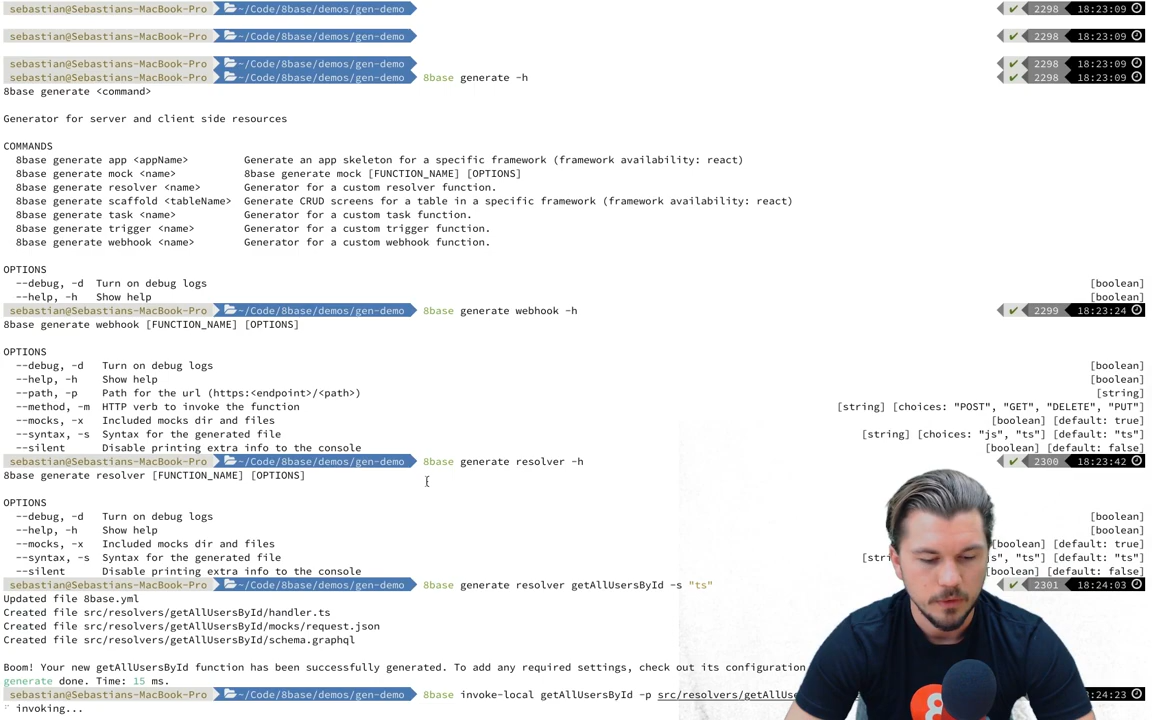 sebastian@Sebastians-MacBook-Pro ~/Code/8base/demos/gen-demo ✔ 2298 18:23:09
sebastian@Sebastians-MacBook-Pro ~/Code/8base/demos/gen-demo ✔ 2298 18:23:09
sebastian@Sebastians-MacBook-Pro ~/Code/8base/demos/gen-demo ✔ 2298 18:23:09
sebastian@Sebastians-MacBook-Pro ~/Code/8base/demos/gen-demo 8base generate -h ✔ 2298 18:23:09
8base generate <command>
Generator for server and client side resources
COMMANDS
8base generate app <appName> Generate an app skeleton for a specific framework (framework availability: react)
8base generate mock <name> 8base generate mock [FUNCTION_NAME] [OPTIONS]
8base generate resolver <name> Generator for a custom resolver function.
8base generate scaffold <tableName> Generate CRUD screens for a table in a specific framework (framework availability: react)
8base generate task <name> Generator for a custom task function.
8base generate trigger <name> Generator for a custom trigger function.
8base generate webhook <name> Generator for a custom webhook function.
OPTIONS
--debug, -d Turn on debug logs [boolean]
--help, -h Show help [boolean]
sebastian@Sebastians-MacBook-Pro ~/Code/8base/demos/gen-demo 8base generate webhook -h ✔ 2299 18:23:24
8base generate webhook [FUNCTION_NAME] [OPTIONS]
OPTIONS
--debug, -d Turn on debug logs [boolean]
--help, -h Show help [boolean]
--path, -p Path for the url (https:<endpoint>/<path>) [string]
--method, -m HTTP verb to invoke the function [string] [choices: "POST", "GET", "DELETE", "PUT"]
--mocks, -x Included mocks dir and files [boolean] [default: true]
--syntax, -s Syntax for the generated file [string] [choices: "js", "ts"] [default: "ts"]
--silent Disable printing extra info to the console [boolean] [default: false]
sebastian@Sebastians-MacBook-Pro ~/Code/8base/demos/gen-demo 8base generate resolver -h ✔ 2300 18:23:42
8base generate resolver [FUNCTION_NAME] [OPTIONS]
OPTIONS
--debug, -d Turn on debug logs [boolean]
--help, -h Show help [boolean]
--mocks, -x Included mocks dir and files [boolean] [default: true]
--syntax, -s Syntax for the generated file "ts"] [default: "ts"]
--silent Disable printing extra info to the console [boolean] [default: false]
sebastian@Sebastians-MacBook-Pro ~/Code/8base/demos/gen-demo 8base generate resolver getAllUsersById -s "ts" ✔ 2301 18:24:03
Updated file 8base.yml
Created file src/resolvers/getAllUsersById/handler.ts
Created file src/resolvers/getAllUsersById/mocks/request.json
Created file src/resolvers/getAllUsersById/schema.graphql
Boom! Your new getAllUsersById function has been successfully generated. To add any required settings, check out its configuration
generate done. Time: 15 ms.
sebastian@Sebastians-MacBook-Pro ~/Code/8base/demos/gen-demo 8base invoke-local getAllUsersById -p src/resolvers/getAllUse :24:23
invoking...